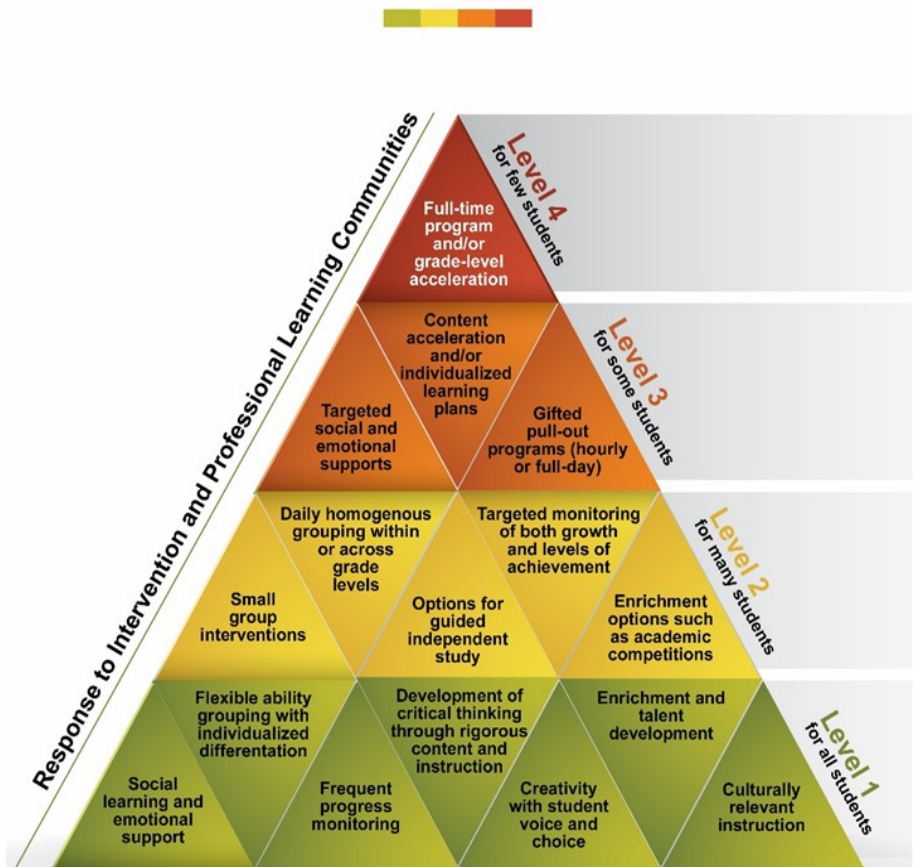 Response to Intervention and Professional Learning Communities
Level 4
for few students
Full-time
program
and/or
grade-level
acceleration
Level 3
for some students
Content
acceleration
and/or
individualized
learning
plans
Targeted
social and
emotional
supports
Gifted
pull-out
programs (hourly
or full-day)
Level 2
for many students
Daily homogenous
grouping within
or across
grade
levels
Targeted monitoring
of both growth
and levels of
achievement
Small
group
interventions
Options for
guided
independent
study
Enrichment
options such
as academic
competitions
Level 1
for all students
Flexible ability
grouping with
individualized
differentation
Development of
critical thinking
through rigorous
content and
instruction
Enrichment and
talent
development
Social
learning and
emotional
support
Frequent
progress
monitoring
Creativity
with student
voice and
choice
Culturally
relevant
instruction